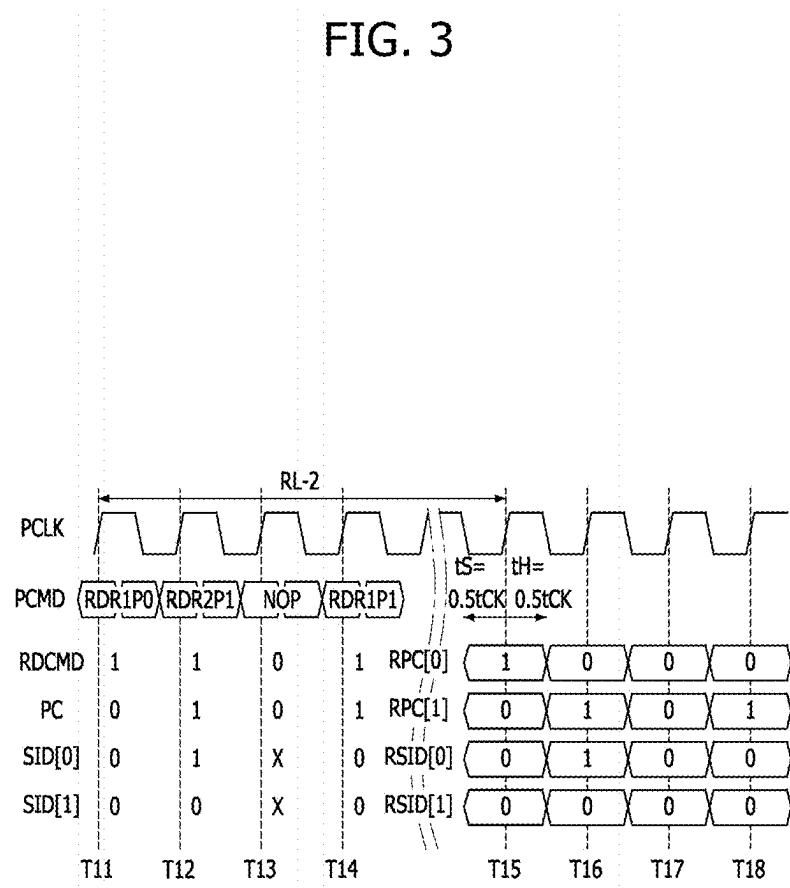 FIG. 3
RL-2
PCLK
tS= tH=
PCMD RDR1P0 RDR2P1 NOP RDR1P1 0.5tCK 0.5tCK
RDCMD 1 1 0 1 RPC[0] 1 0 0 0
PC 0 1 0 1 RPC[1] 0 1 0 1
SID[0] 0 1 X 0 RSID[0] 0 1 0 0
SID[1] 0 0 X 0 RSID[1] 0 0 0 0
T11 T12 T13 T14 T15 T16 T17 T18